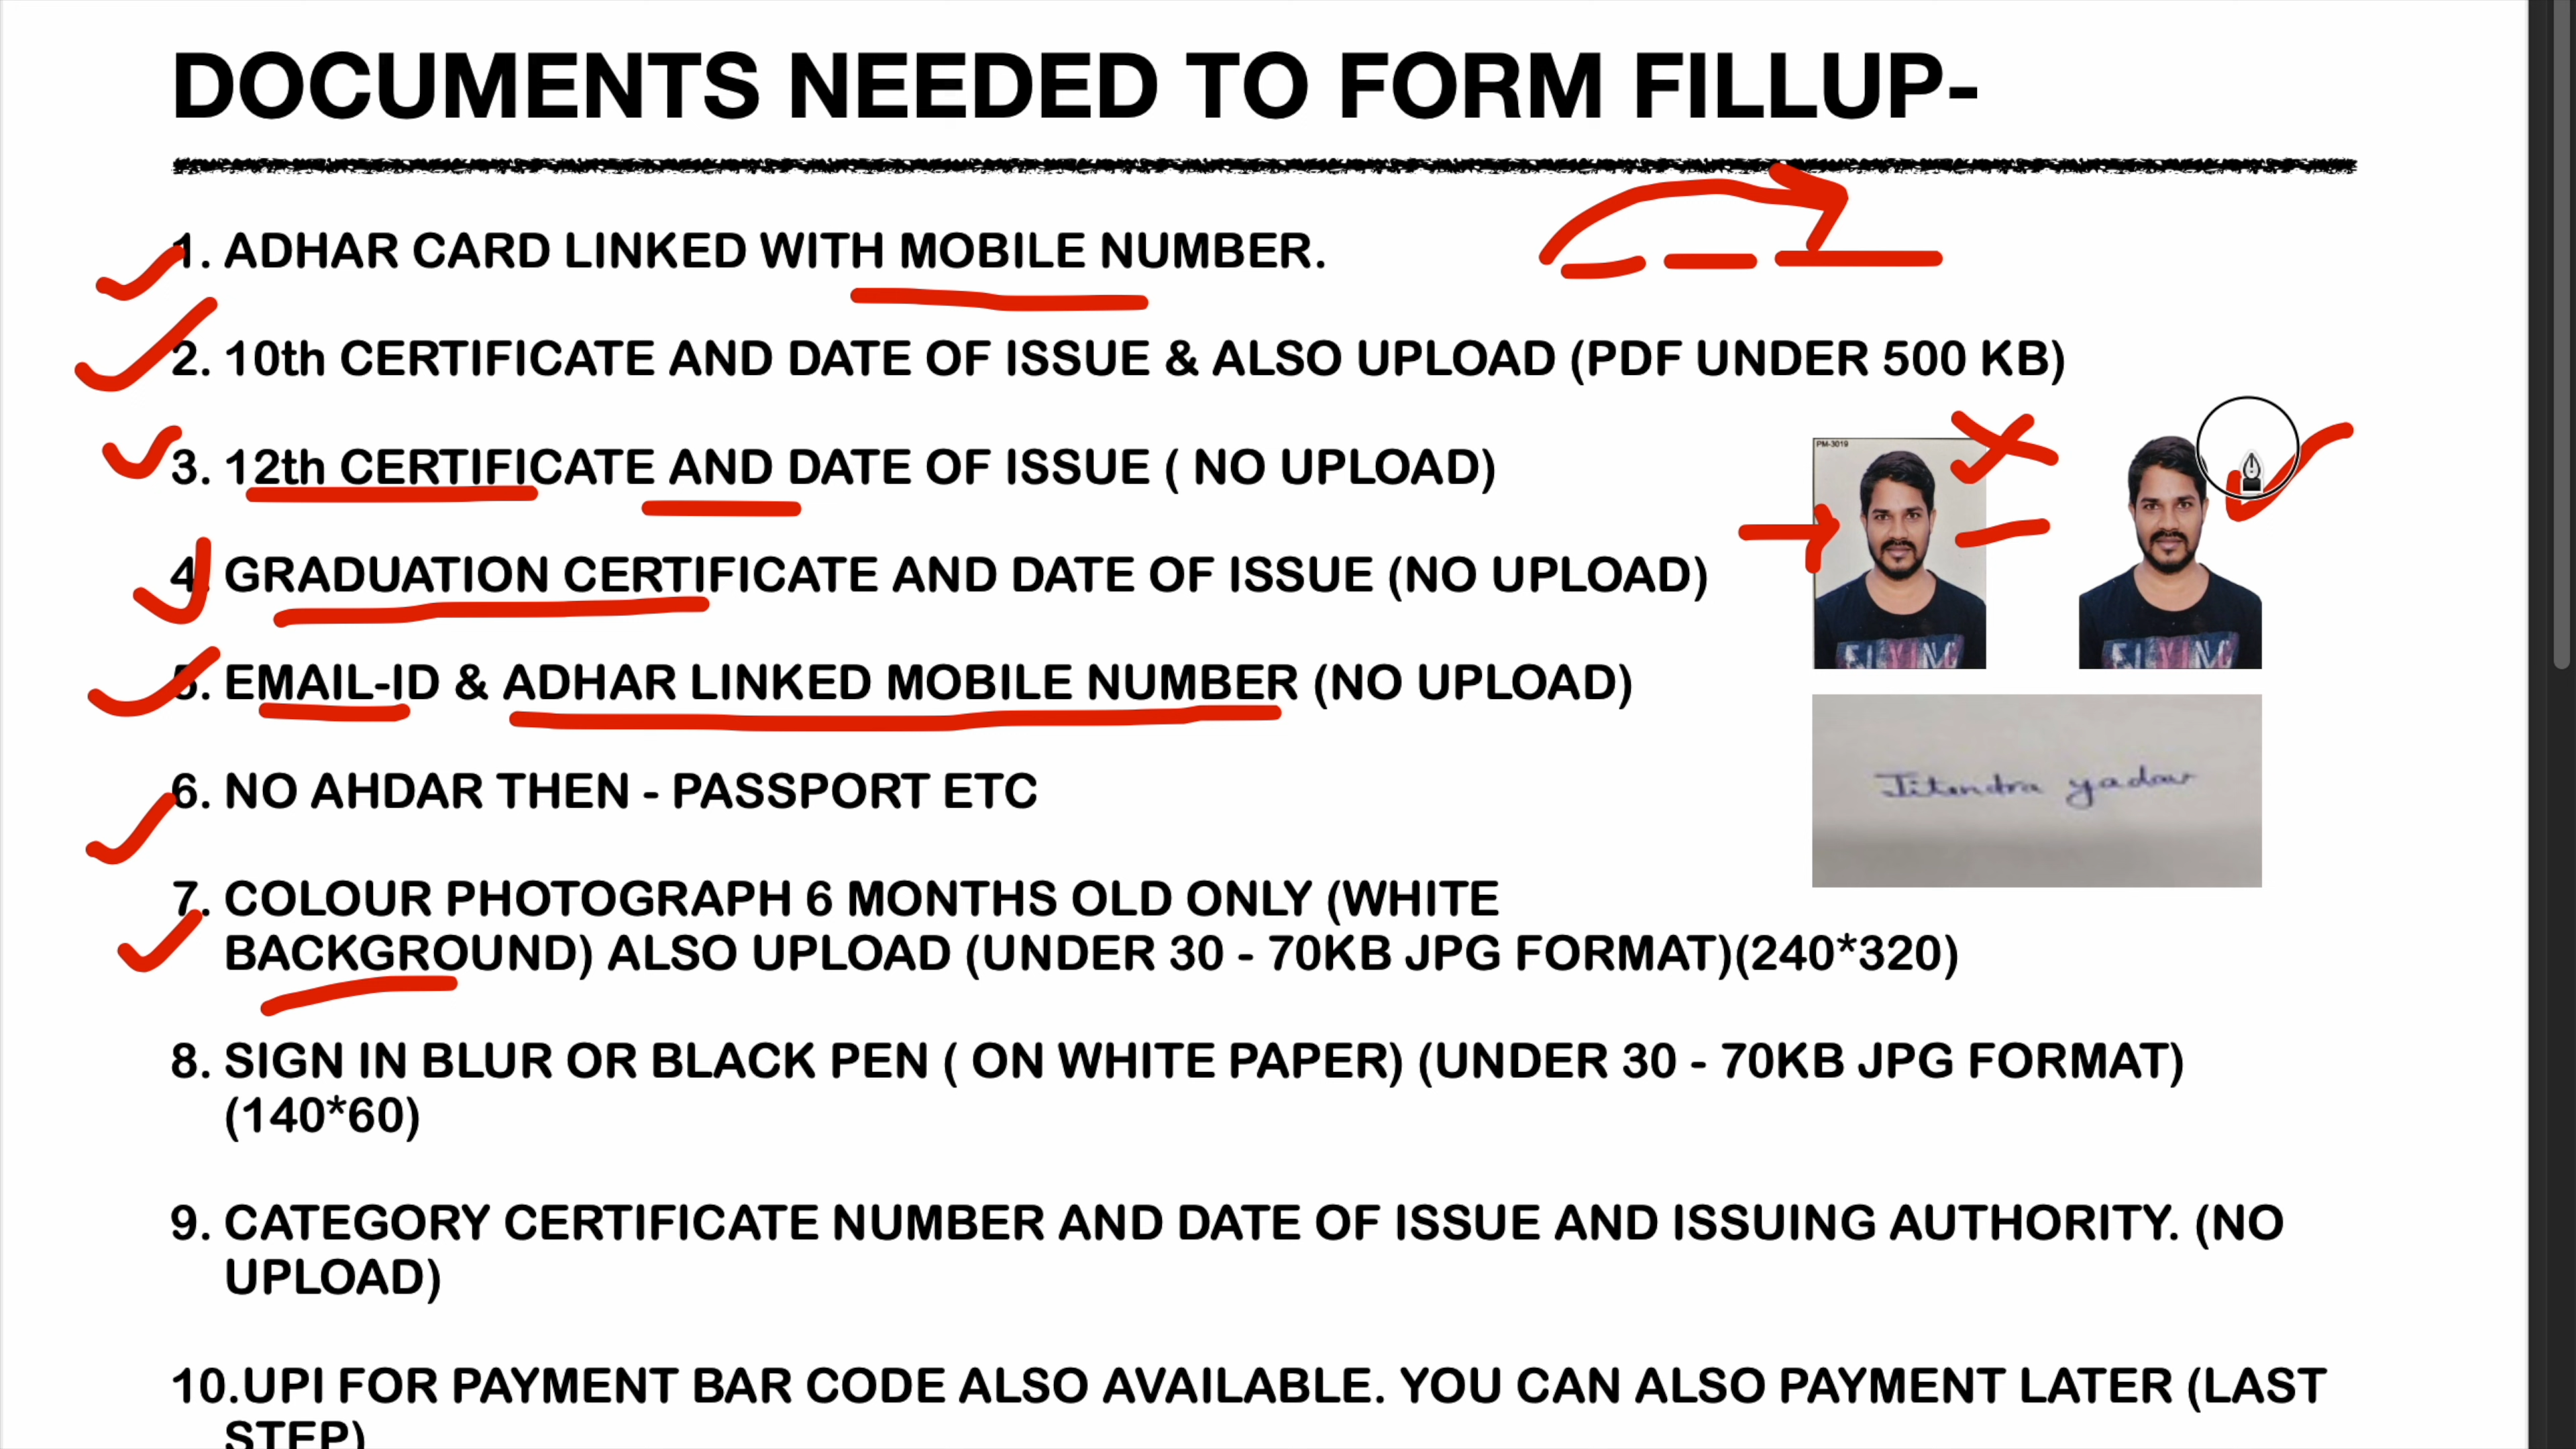 DOCUMENTS NEEDED TO FORM FILLUP-
1. ADHAR CARD LINKED WITH MOBILE NUMBER.
2. 10th CERTIFICATE AND DATE OF ISSUE & ALSO UPLOAD (PDF UNDER 500 KB)
3. 12th CERTIFICATE AND DATE OF ISSUE ( NO UPLOAD)
PM-3019
4. GRADUATION CERTIFICATE AND DATE OF ISSUE (NO UPLOAD)
5. EMAIL-ID & ADHAR LINKED MOBILE NUMBER (NO UPLOAD)
6. NO AHDAR THEN - PASSPORT ETC
Jitendra yadav
7. COLOUR PHOTOGRAPH 6 MONTHS OLD ONLY (WHITE
BACKGROUND) ALSO UPLOAD (UNDER 30 - 70KB JPG FORMAT)(240*320)
8. SIGN IN BLUR OR BLACK PEN ( ON WHITE PAPER) (UNDER 30 - 70KB JPG FORMAT)
(140*60)
9. CATEGORY CERTIFICATE NUMBER AND DATE OF ISSUE AND ISSUING AUTHORITY. (NO
UPLOAD)
10.UPI FOR PAYMENT BAR CODE ALSO AVAILABLE. YOU CAN ALSO PAYMENT LATER (LAST
STEP)